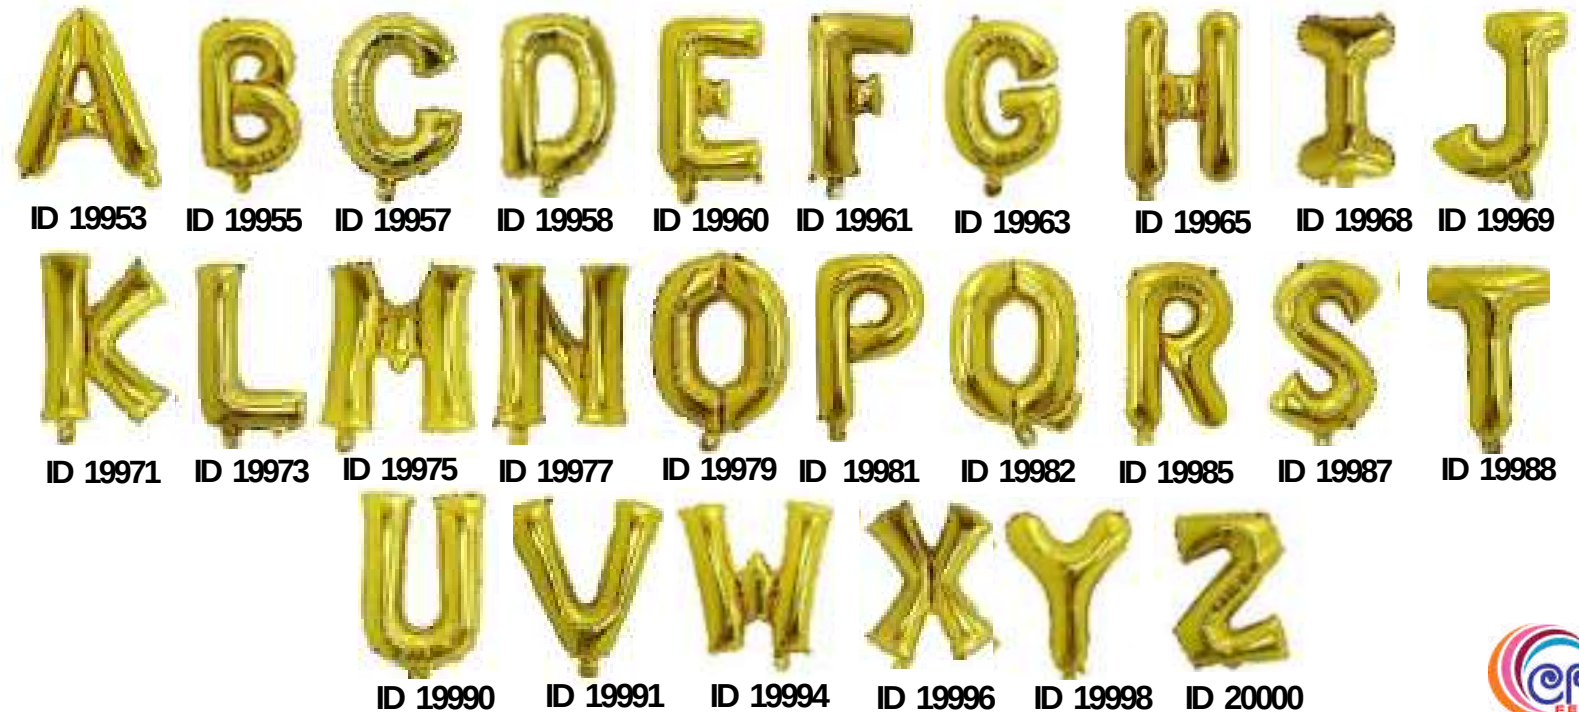 A B C D E F G H I J
ID 19953 ID 19955 ID 19957 ID 19958 ID 19960 ID 19961 ID 19963 ID 19965 ID 19968 ID 19969
K L M N O P Q R S T
ID 19971 ID 19973 ID 19975 ID 19977 ID 19979 ID 19981 ID 19982 ID 19985 ID 19987 ID 19988
U V W X Y Z
ID 19990 ID 19991 ID 19994 ID 19996 ID 19998 ID 20000